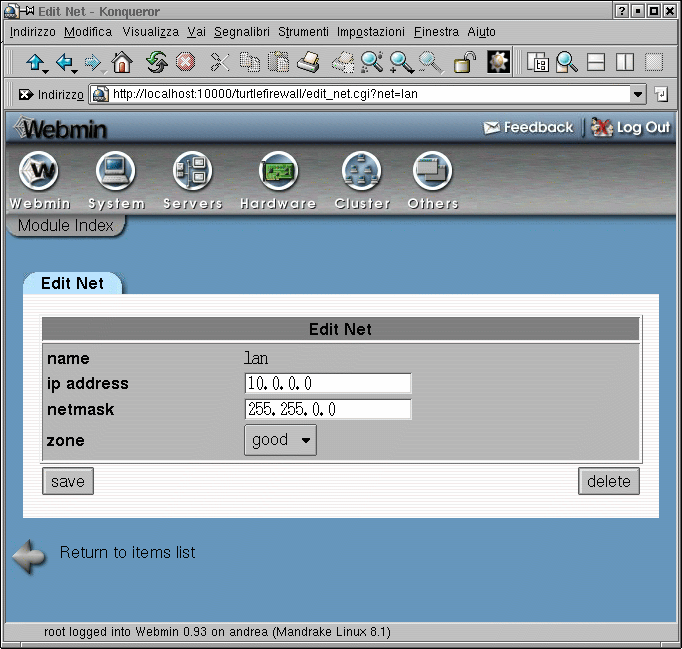 Edit Net - Konqueror
Indirizzo Modifica Visualizza Vai Segnalibri Strumenti Impostazioni Finestra Aiuto
Indirizzo http://localhost:10000/turtlefirewall/edit_net.cgi?net=lan
Webmin Feedback Log Out
Webmin System Servers Hardware Cluster Others
Module Index
Edit Net
Edit Net
name lan
ip address 10.0.0.0
netmask 255.255.0.0
zone good
save delete
Return to items list
root logged into Webmin 0.93 on andrea (Mandrake Linux 8.1)